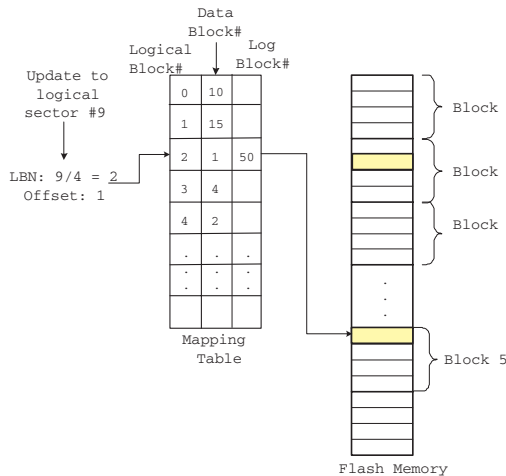 Data
Block#
Logical
Block#
Log
Block#
Update to
logical
sector #9
LBN: 9/4 = 2
Offset: 1
0 10
1 15
2 1 50
3 4
4 2
. . .
. . .
. . .
Mapping
Table
Block
Block
Block
.
.
.
Block 5
Flash Memory